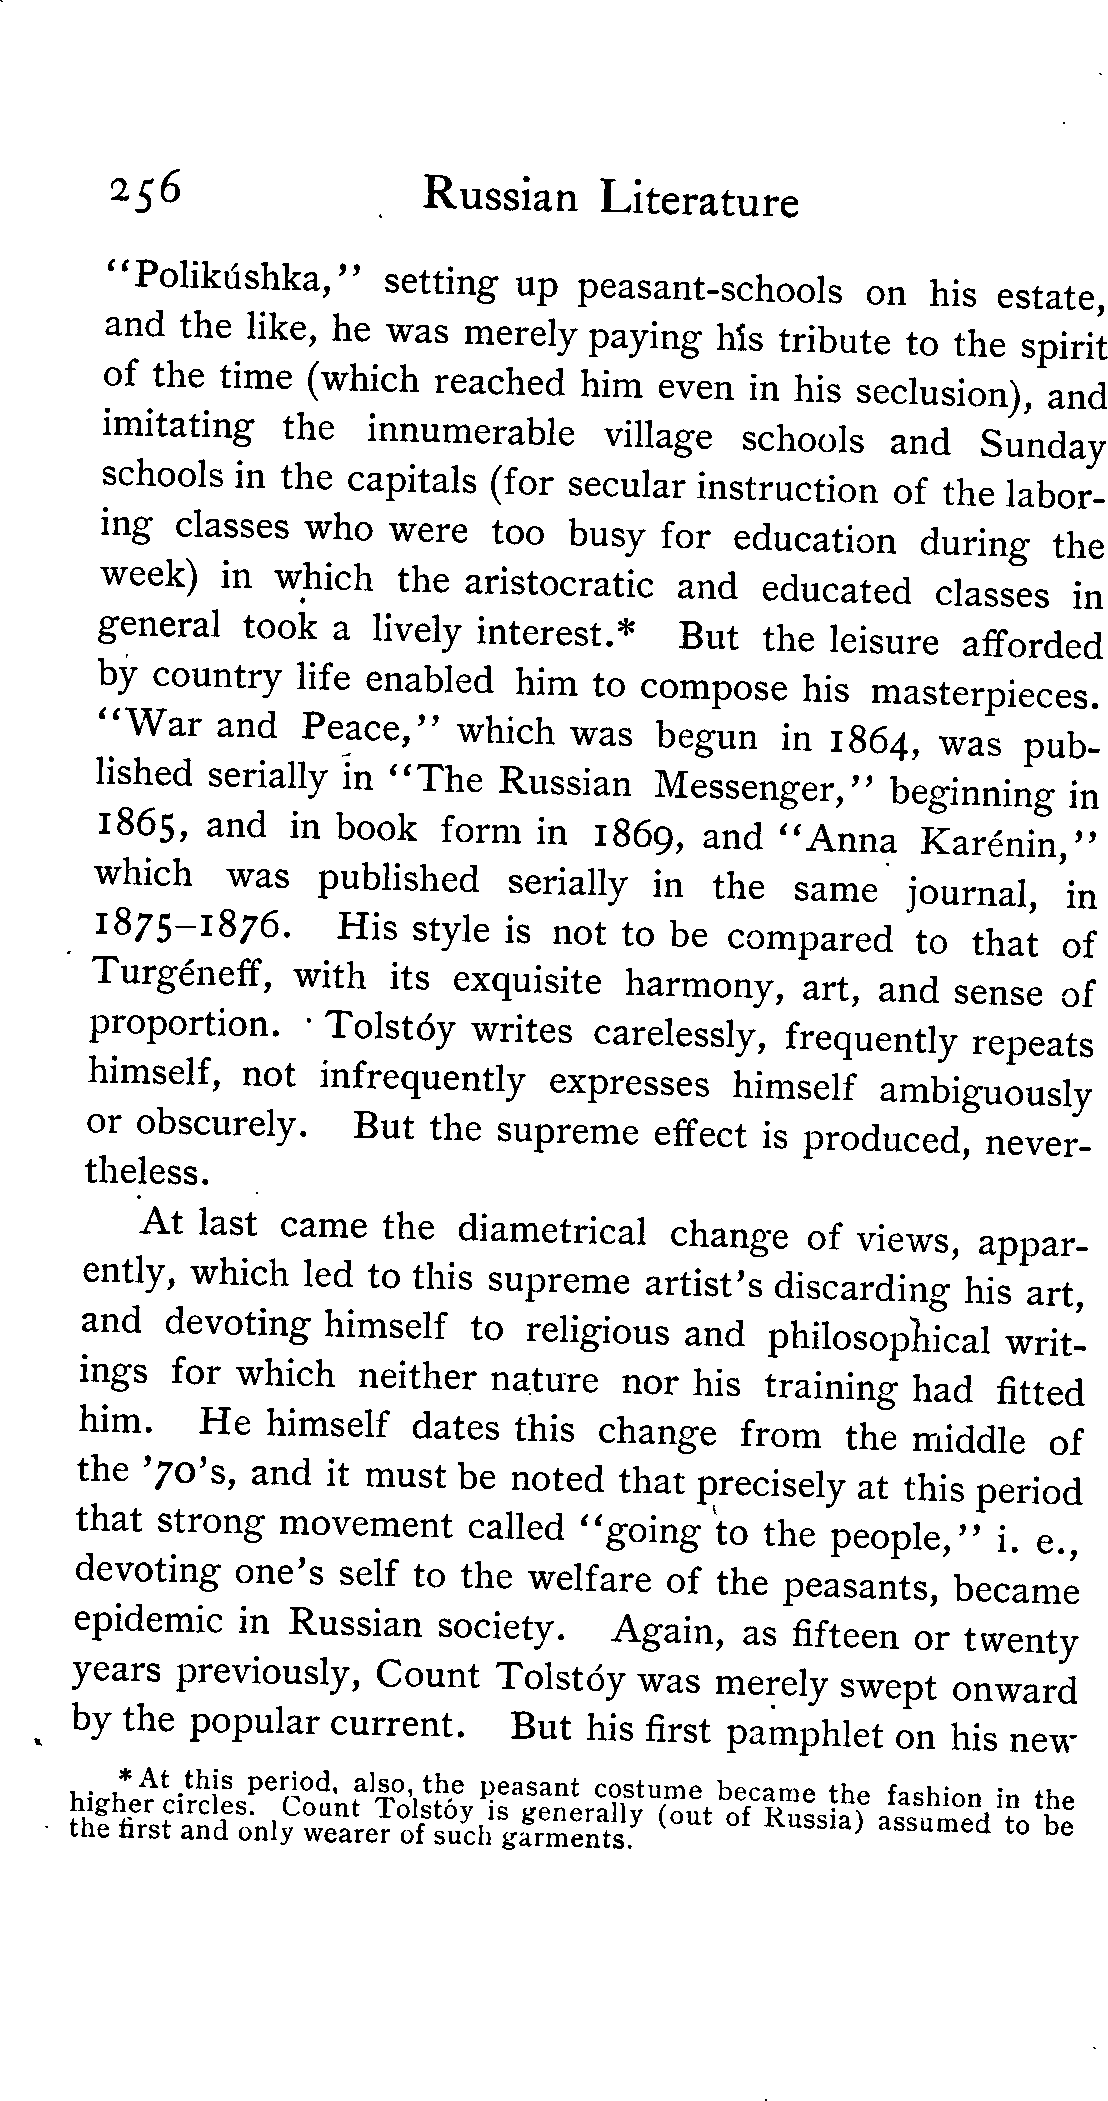 256 Russian Literature
“Polikúshka,” setting up peasant-schools on his estate,
and the like, he was merely paying his tribute to the spirit
of the time (which reached him even in his seclusion), and
imitating the innumerable village schools and Sunday
schools in the capitals (for secular instruction of the labor-
ing classes who were too busy for education during the
week) in which the aristocratic and educated classes in
general took a lively interest.* But the leisure afforded
by country life enabled him to compose his masterpieces.
“War and Peace,” which was begun in 1864, was pub-
lished serially in “The Russian Messenger,” beginning in
1865, and in book form in 1869, and “Anna Karénin,”
which was published serially in the same journal, in
1875–1876. His style is not to be compared to that of
Turgéneff, with its exquisite harmony, art, and sense of
proportion. Tolstóy writes carelessly, frequently repeats
himself, not infrequently expresses himself ambiguously
or obscurely. But the supreme effect is produced, never-
theless.
At last came the diametrical change of views, appar-
ently, which led to this supreme artist’s discarding his art,
and devoting himself to religious and philosophical writ-
ings for which neither nature nor his training had fitted
him. He himself dates this change from the middle of
the ’70’s, and it must be noted that precisely at this period
that strong movement called “going to the people,” i. e.,
devoting one’s self to the welfare of the peasants, became
epidemic in Russian society. Again, as fifteen or twenty
years previously, Count Tolstóy was merely swept onward
by the popular current. But his first pamphlet on his new
*At this period, also, the peasant costume became the fashion in the
higher circles. Count Tolstóy is generally (out of Russia) assumed to be
the first and only wearer of such garments.